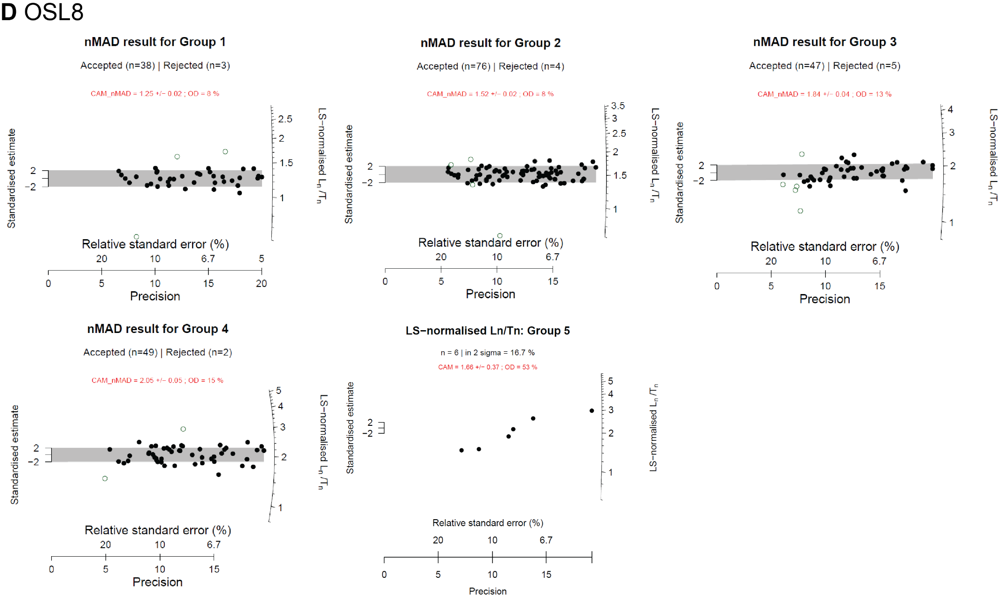 D OSL8
nMAD result for Group 1
Accepted (n=38) | Rejected (n=3)
CAM_nMAD = 1.25 +/− 0.02 ; OD = 8 %
Standardised estimate
2
−2
2.5
2
1.5
1
LS−normalised Ln/Tn
Relative standard error (%)
20 10 6.7 5
0 5 10 15 20
Precision
nMAD result for Group 2
Accepted (n=76) | Rejected (n=4)
CAM_nMAD = 1.52 +/− 0.02 ; OD = 8 %
Standardised estimate
2
−2
3.5
3
2.5
2
1.5
1
LS−normalised Ln/Tn
Relative standard error (%)
20 10 6.7
0 5 10 15
Precision
nMAD result for Group 3
Accepted (n=47) | Rejected (n=5)
CAM_nMAD = 1.84 +/− 0.04 ; OD = 13 %
Standardised estimate
2
−2
4
3
2
1
LS−normalised Ln/Tn
Relative standard error (%)
20 10 6.7
0 5 10 15
Precision
nMAD result for Group 4
Accepted (n=49) | Rejected (n=2)
CAM_nMAD = 2.05 +/− 0.05 ; OD = 15 %
Standardised estimate
2
−2
5
4
3
2
1
LS−normalised Ln/Tn
Relative standard error (%)
20 10 6.7
0 5 10 15
Precision
LS−normalised Ln/Tn: Group 5
n = 6 | in 2 sigma = 16.7 %
CAM = 1.66 +/− 0.37 ; OD = 53 %
Standardised estimate
2
−2
5
4
3
2
1
LS−normalised Ln/Tn
Relative standard error (%)
20 10 6.7
0 5 10 15
Precision